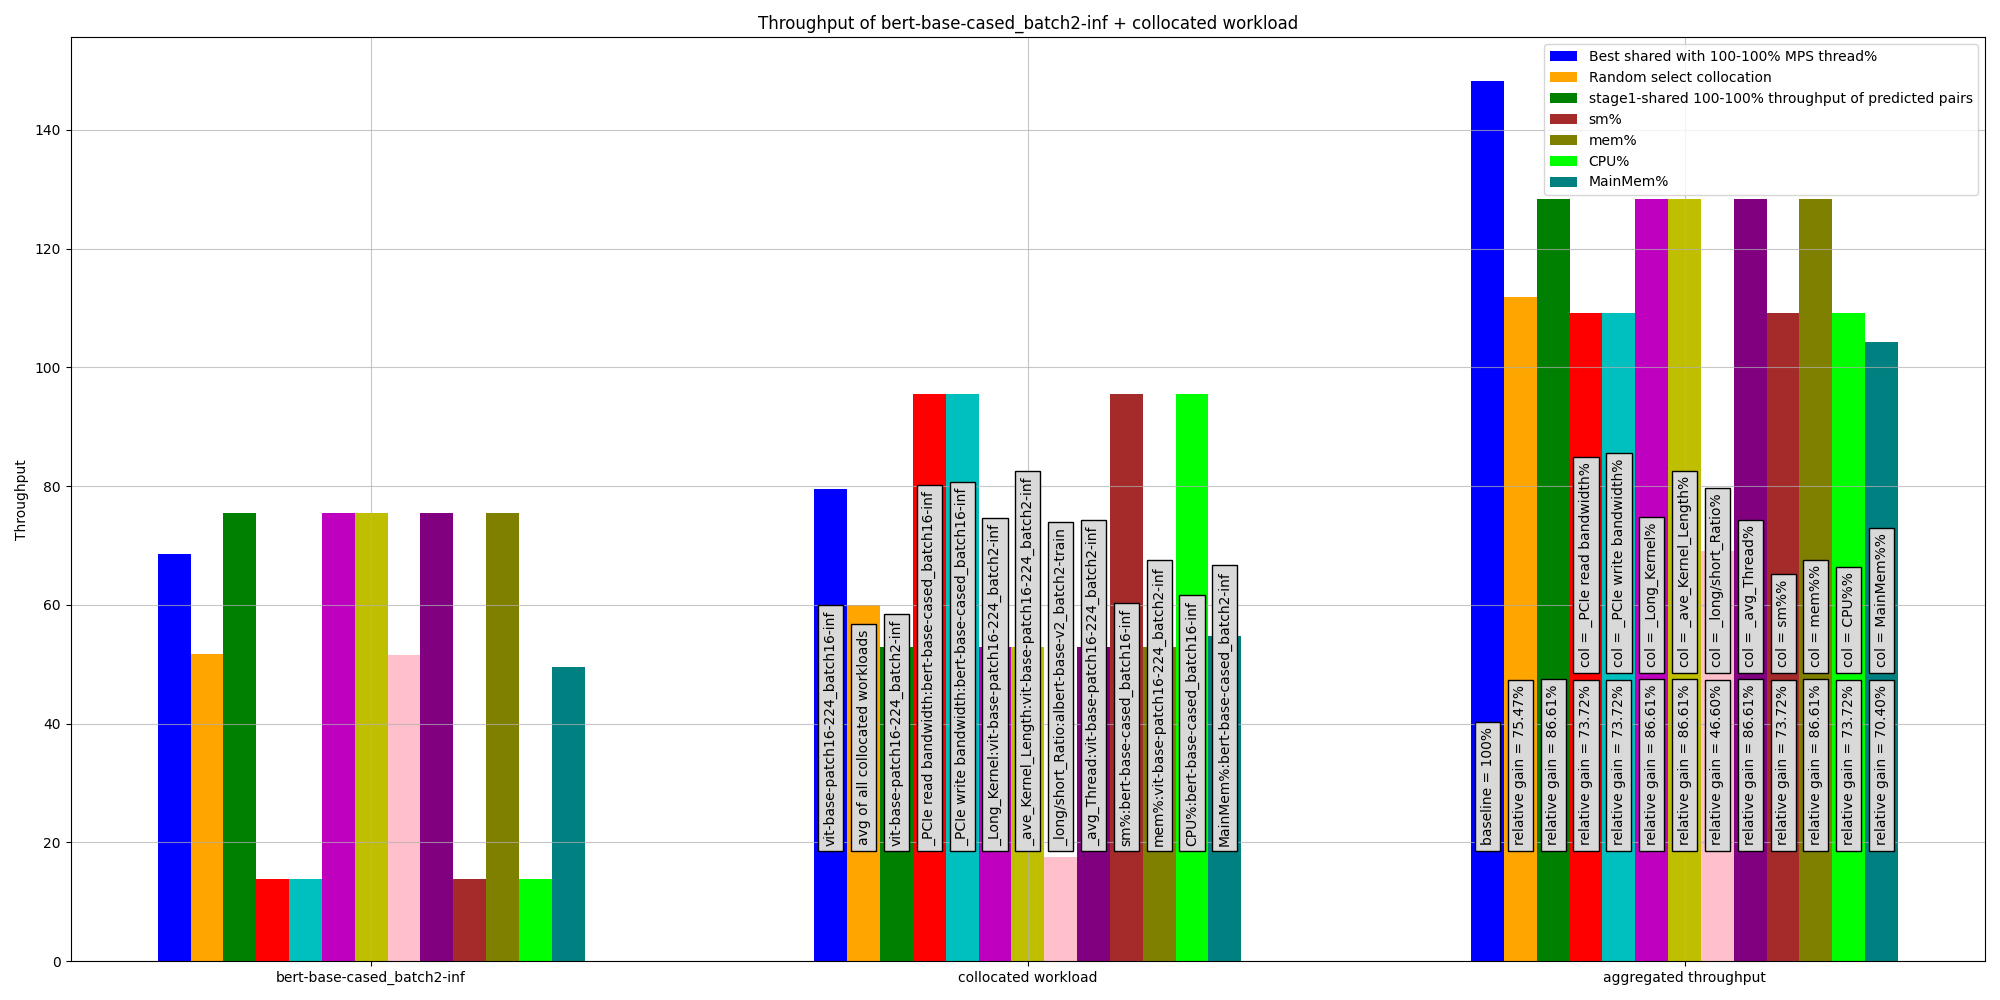 Throughput of bert-base-cased_batch2-inf + collocated workload
Best shared with 100-100% MPS thread%
Random select collocation
stage1-shared 100-100% throughput of predicted pairs
sm%
mem%
CPU%
MainMem%
Throughput
140
120
100
80
60
40
20
0
vit-base-patch16-224_batch16-inf
avg of all collocated workloads
vit-base-patch16-224_batch2-inf
_PCIe read bandwidth:bert-base-cased_batch16-inf
_PCIe write bandwidth:bert-base-cased_batch16-inf
_Long_Kernel:vit-base-patch16-224_batch2-inf
_ave_Kernel_Length:vit-base-patch16-224_batch2-inf
_long/short_Ratio:albert-base-v2_batch2-train
_avg_Thread:vit-base-patch16-224_batch2-inf
sm%:bert-base-cased_batch16-inf
mem%:vit-base-patch16-224_batch2-inf
CPU%:bert-base-cased_batch16-inf
MainMem%:bert-base-cased_batch2-inf
col = _PCIe read bandwidth%
col = _PCIe write bandwidth%
col = _Long_Kernel%
col = _ave_Kernel_Length%
col = _long/short_Ratio%
col = _avg_Thread%
col = sm%%
col = mem%%
col = CPU%%
col = MainMem%%
baseline = 100%
relative gain = 75.47%
relative gain = 86.61%
relative gain = 73.72%
relative gain = 73.72%
relative gain = 86.61%
relative gain = 86.61%
relative gain = 46.60%
relative gain = 86.61%
relative gain = 73.72%
relative gain = 86.61%
relative gain = 73.72%
relative gain = 70.40%
bert-base-cased_batch2-inf
collocated workload
aggregated throughput